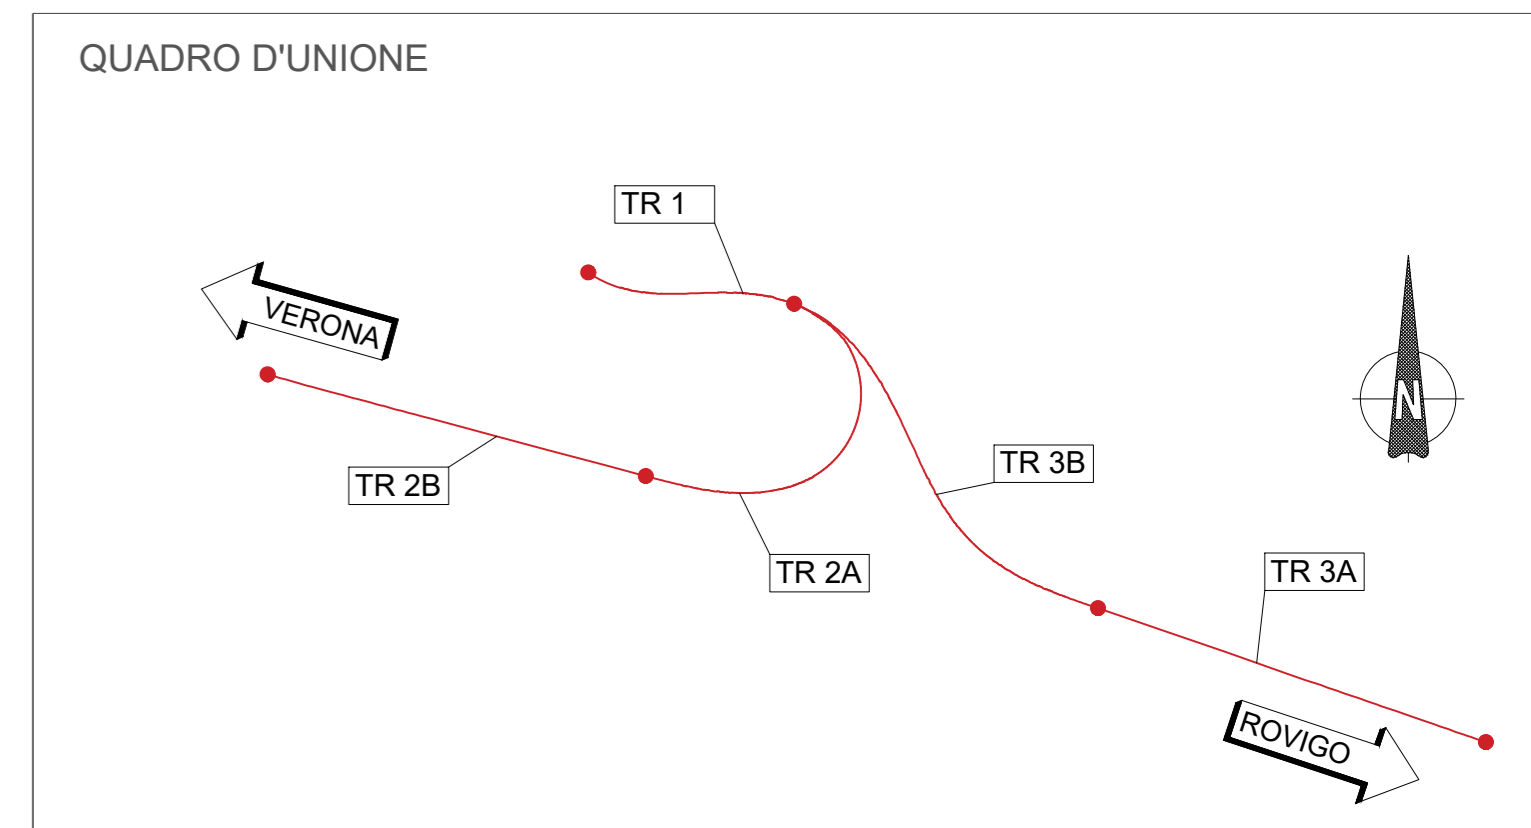 QUADRO D'UNIONE
TR 1
VERONA
N
TR 3B
TR 2B
TR 2A
TR 3A
ROVIGO